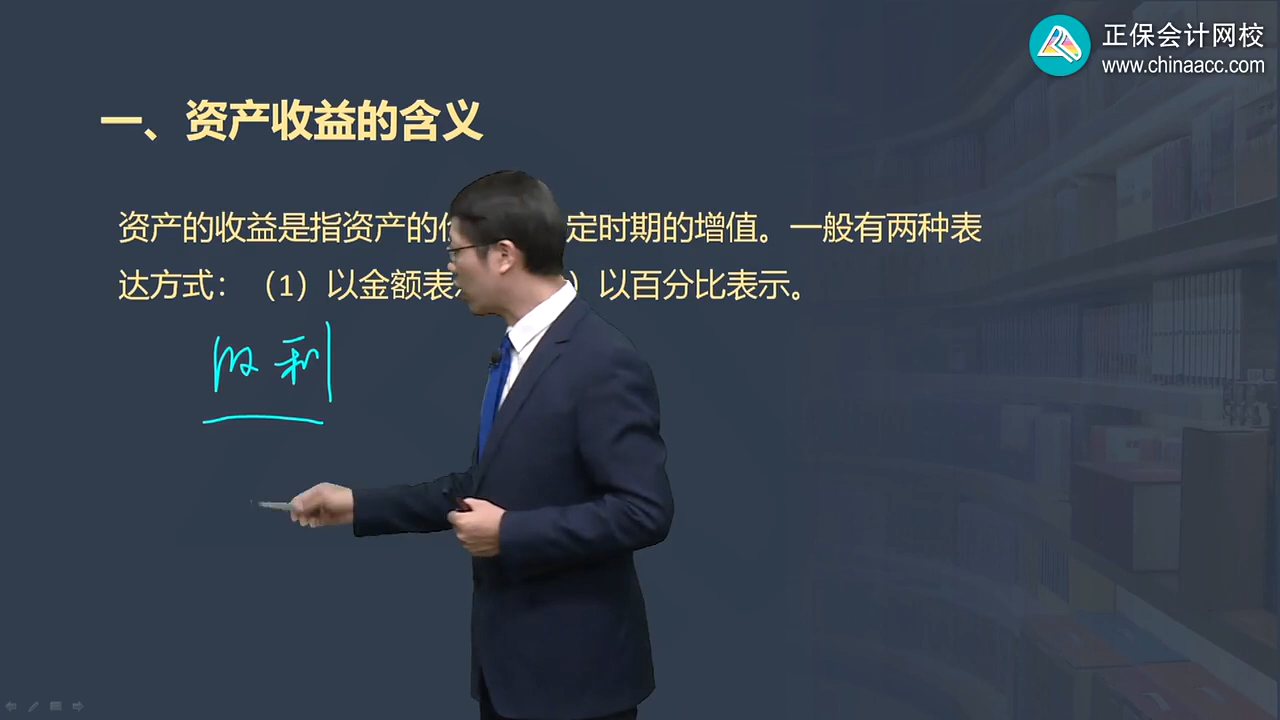 正保会计网校
www.chinaacc.com
一、资产收益的含义
资产的收益是指资产的 定时期的增值。一般有两种表
达方式：（1）以金额表 ）以百分比表示。
股利